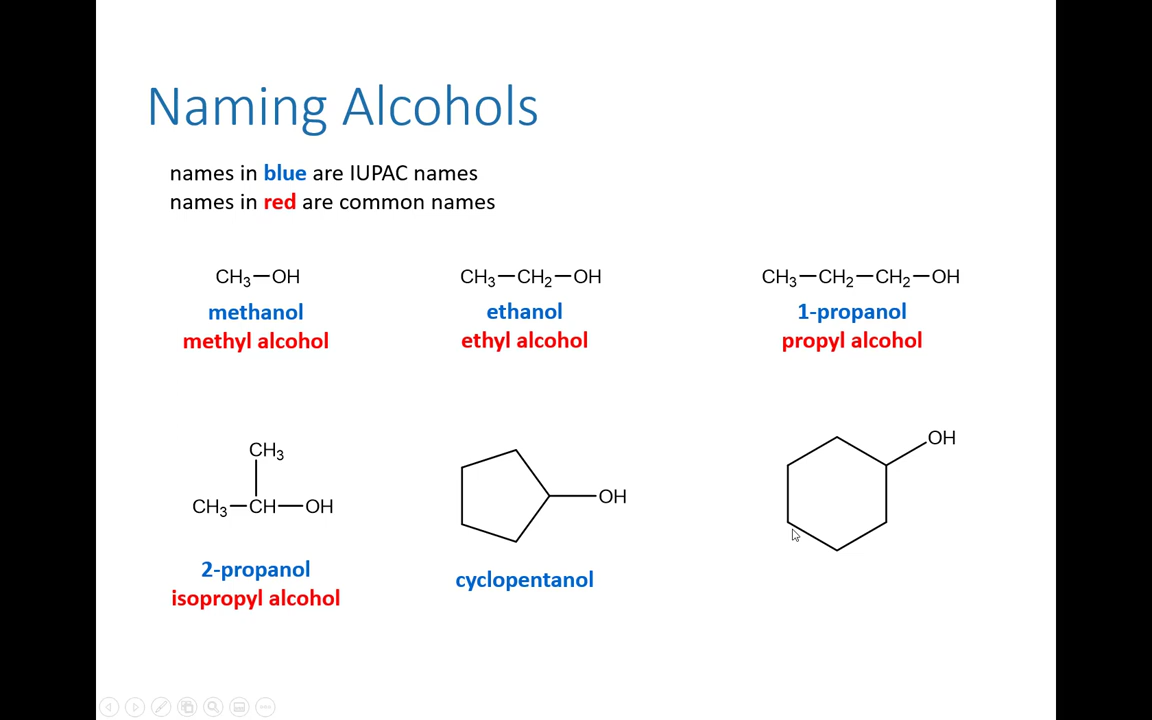 Naming Alcohols
names in blue are IUPAC names
names in red are common names
CH₃—OH
methanol
methyl alcohol
CH₃—CH₂—OH
ethanol
ethyl alcohol
CH₃—CH₂—CH₂—OH
1-propanol
propyl alcohol
CH₃
CH₃—CH—OH
2-propanol
isopropyl alcohol
OH
cyclopentanol
OH